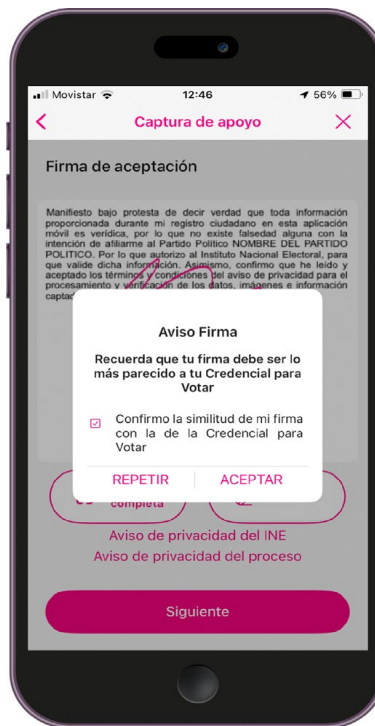 Movistar 12:46 56%
Captura de apoyo
Firma de aceptación
Manifiesto bajo protesta de decir verdad que toda información
proporcionada durante mi registro ciudadano en esta aplicación
móvil es verídica, por lo que no existe falsedad alguna con la
intención de afiliarme al Partido Político NOMBRE DEL PARTIDO
POLITICO. Por lo que autorizo al Instituto Nacional Electoral, para
que valide dicha información. Asimismo, confirmo que he leído y
aceptado los términos y condiciones del aviso de privacidad para el
procesamiento y verificación de los datos, imágenes e información
Aviso Firma
Recuerda que tu firma debe ser lo
más parecido a tu Credencial para
Votar
Confirmo la similitud de mi firma
con la de la Credencial para
Votar
REPETIR ACEPTAR
completa
Aviso de privacidad del INE
Aviso de privacidad del proceso
Siguiente